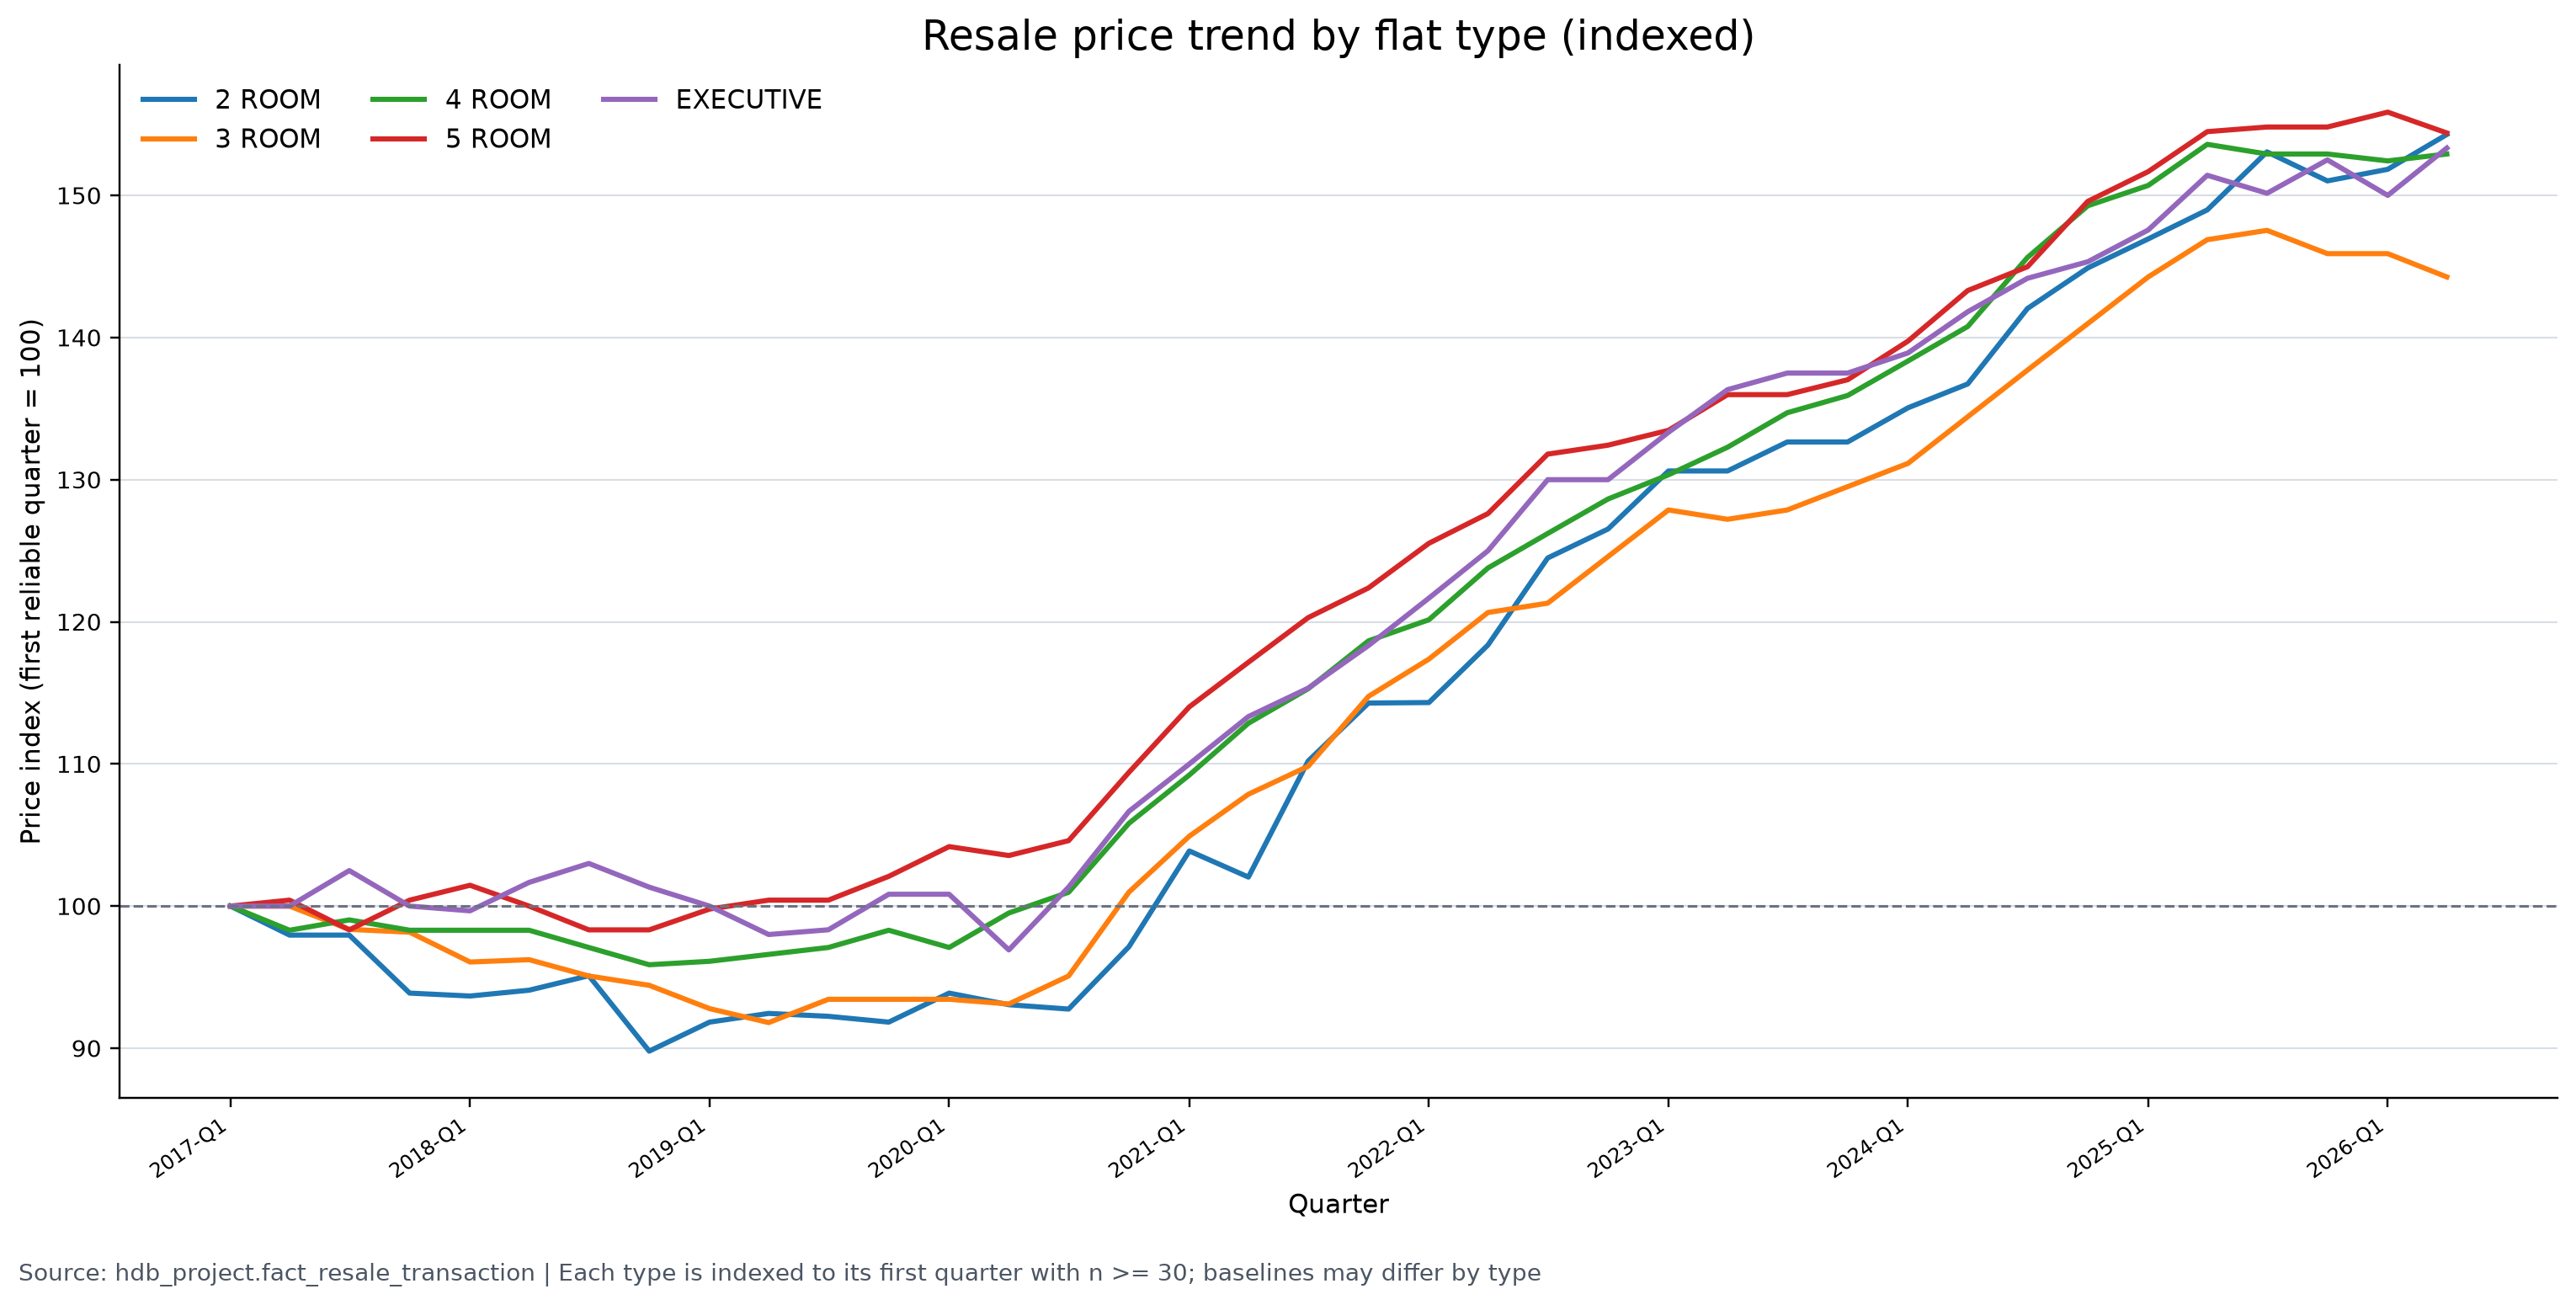 Resale price trend by flat type (indexed)
2 ROOM
3 ROOM
4 ROOM
5 ROOM
EXECUTIVE
Price index (first reliable quarter = 100)
150
140
130
120
110
100
90
2017-Q1
2018-Q1
2019-Q1
2020-Q1
2021-Q1
2022-Q1
2023-Q1
2024-Q1
2025-Q1
2026-Q1
Quarter
Source: hdb_project.fact_resale_transaction | Each type is indexed to its first quarter with n >= 30; baselines may differ by type